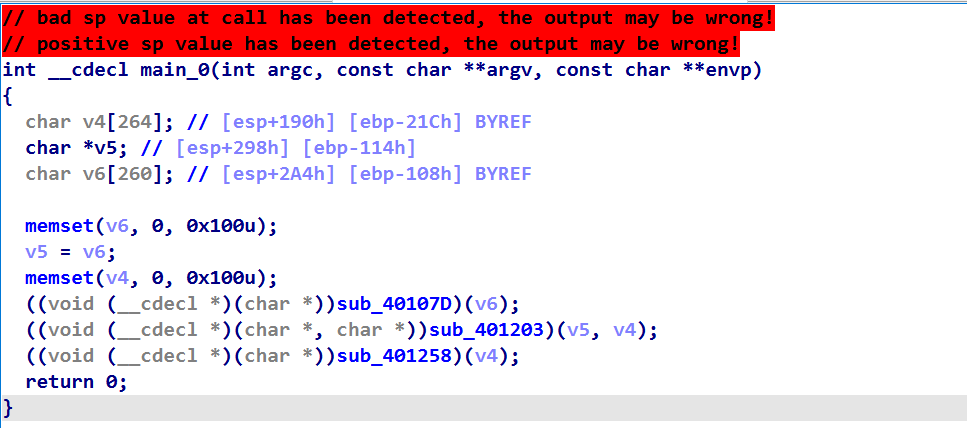 // bad sp value at call has been detected, the output may be wrong!
// positive sp value has been detected, the output may be wrong!
int __cdecl main_0(int argc, const char **argv, const char **envp)
{
  char v4[264]; // [esp+190h] [ebp-21Ch] BYREF
  char *v5; // [esp+298h] [ebp-114h]
  char v6[260]; // [esp+2A4h] [ebp-108h] BYREF

  memset(v6, 0, 0x100u);
  v5 = v6;
  memset(v4, 0, 0x100u);
  ((void (__cdecl *)(char *))sub_40107D)(v6);
  ((void (__cdecl *)(char *, char *))sub_401203)(v5, v4);
  ((void (__cdecl *)(char *))sub_401258)(v4);
  return 0;
}